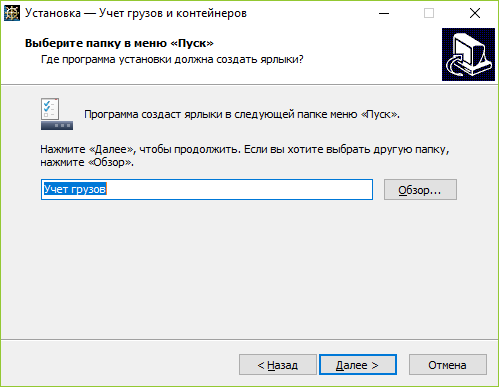 Установка — Учет грузов и контейнеров
Выберите папку в меню «Пуск»
Где программа установки должна создать ярлыки?
Программа создаст ярлыки в следующей папке меню «Пуск».
Нажмите «Далее», чтобы продолжить. Если вы хотите выбрать другую папку,
нажмите «Обзор».
Учет грузов
Обзор...
< Назад
Далее >
Отмена